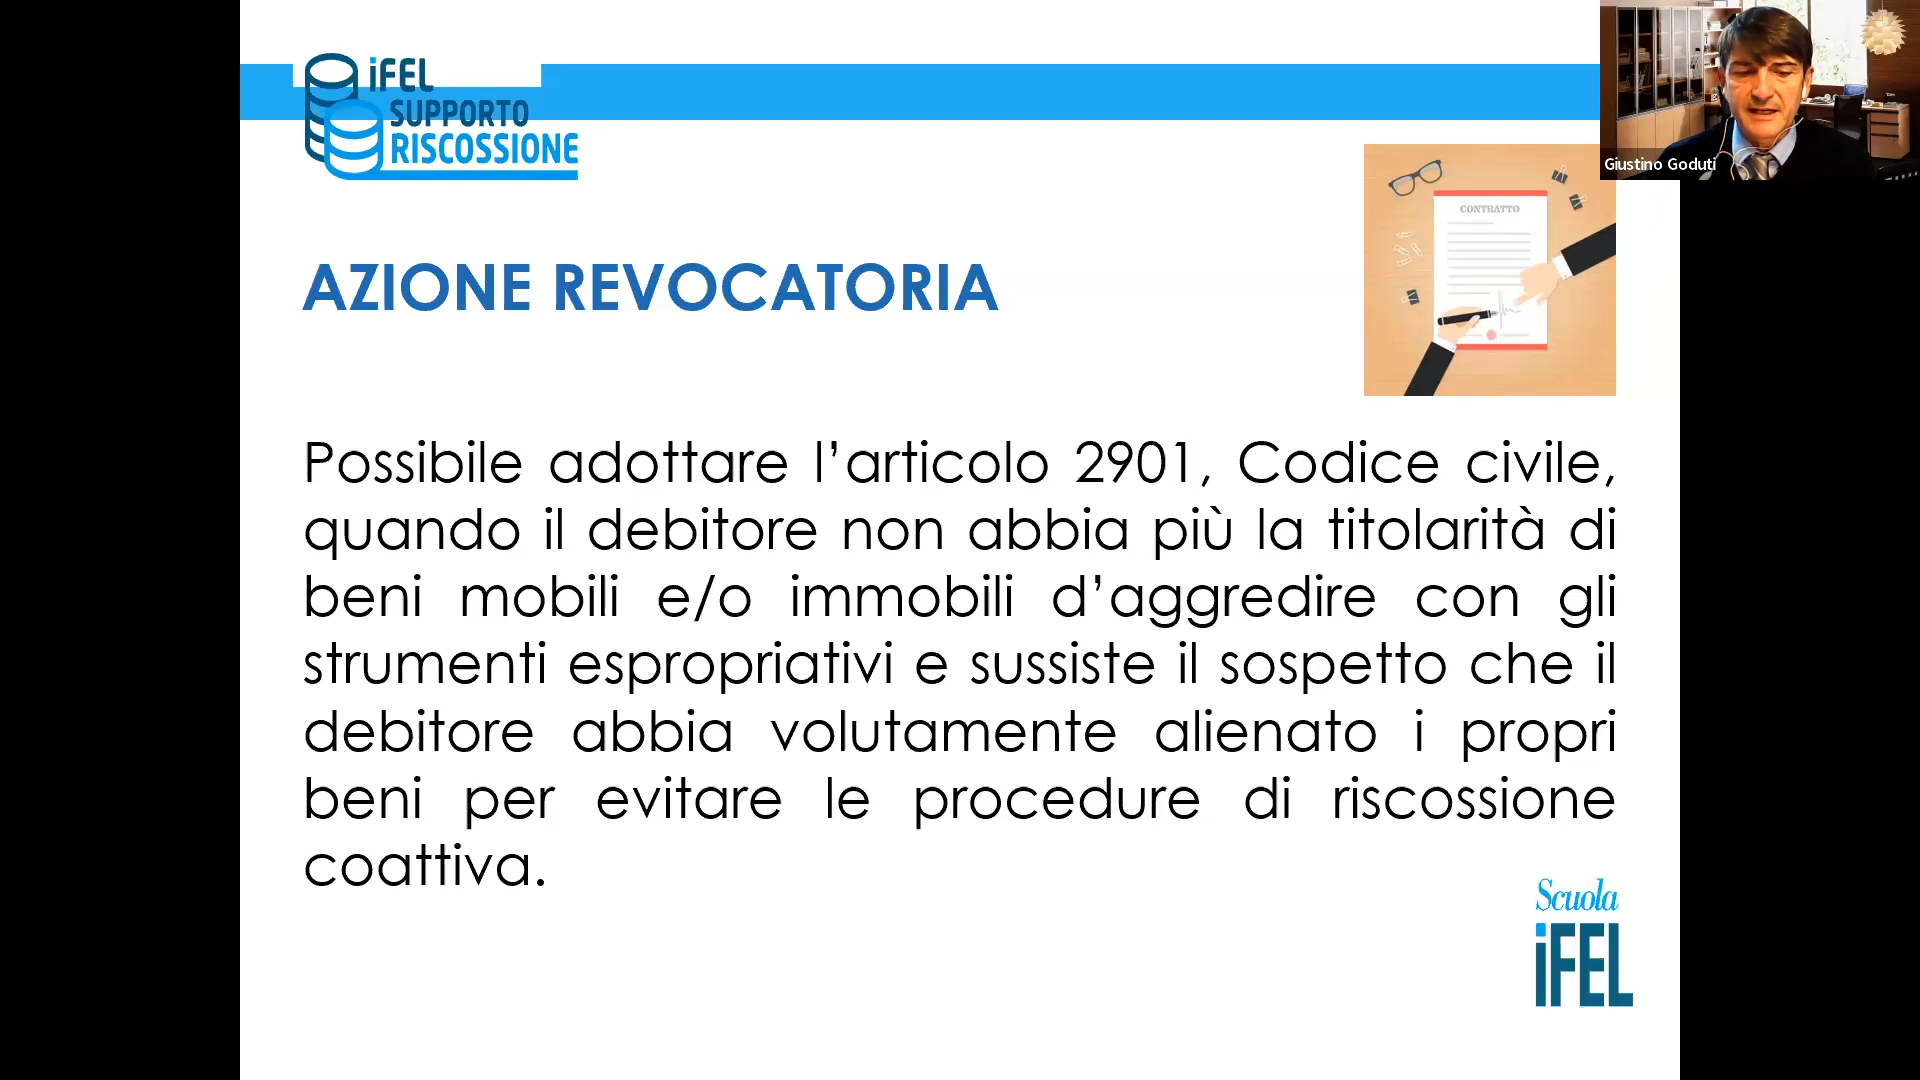 iFEL
SUPPORTO
RISCOSSIONE
Giustino Goduti
CONTRATTO
AZIONE REVOCATORIA
Possibile adottare l’articolo 2901, Codice civile,
quando il debitore non abbia più la titolarità di
beni mobili e/o immobili d’aggredire con gli
strumenti espropriativi e sussiste il sospetto che il
debitore abbia volutamente alienato i propri
beni per evitare le procedure di riscossione
coattiva.
Scuola
iFEL